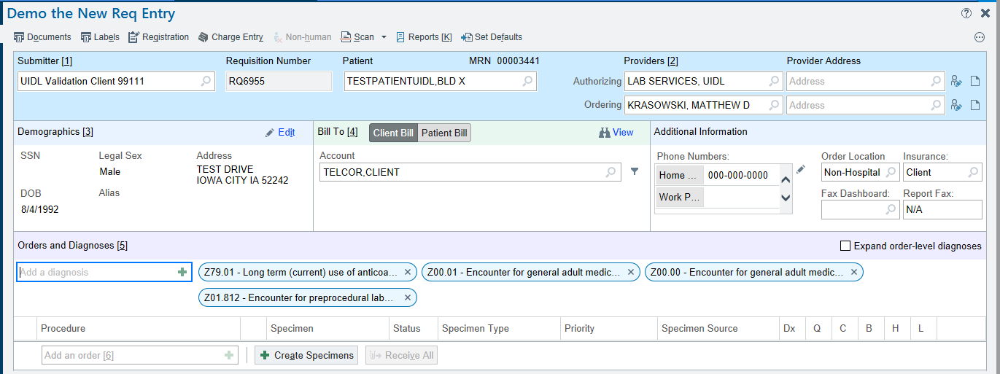 Demo the New Req Entry
Documents Labels Registration Charge Entry Non-human Scan Reports [K] Set Defaults
Submitter [1] Requisition Number Patient MRN 00003441 Providers [2] Provider Address
UIDL Validation Client 99111 RQ6955 TESTPATIENTUIDL,BLD X Authorizing LAB SERVICES, UIDL Address
Ordering KRASOWSKI, MATTHEW D Address
Demographics [3] Edit Bill To [4] Client Bill Patient Bill View Additional Information
SSN Legal Sex Address
Male TEST DRIVE
IOWA CITY IA 52242
DOB Alias
8/4/1992
Account
TELCOR,CLIENT
Phone Numbers: Order Location Insurance:
Home ... 000-000-0000 Non-Hospital Client
Work P... Fax Dashboard: Report Fax:
N/A
Orders and Diagnoses [5] Expand order-level diagnoses
Add a diagnosis Z79.01 - Long term (current) use of anticoa... Z00.01 - Encounter for general adult medic... Z00.00 - Encounter for general adult medic...
Z01.812 - Encounter for preprocedural lab...
Procedure Specimen Status Specimen Type Priority Specimen Source Dx Q C B H L
Add an order [6] Create Specimens Receive All